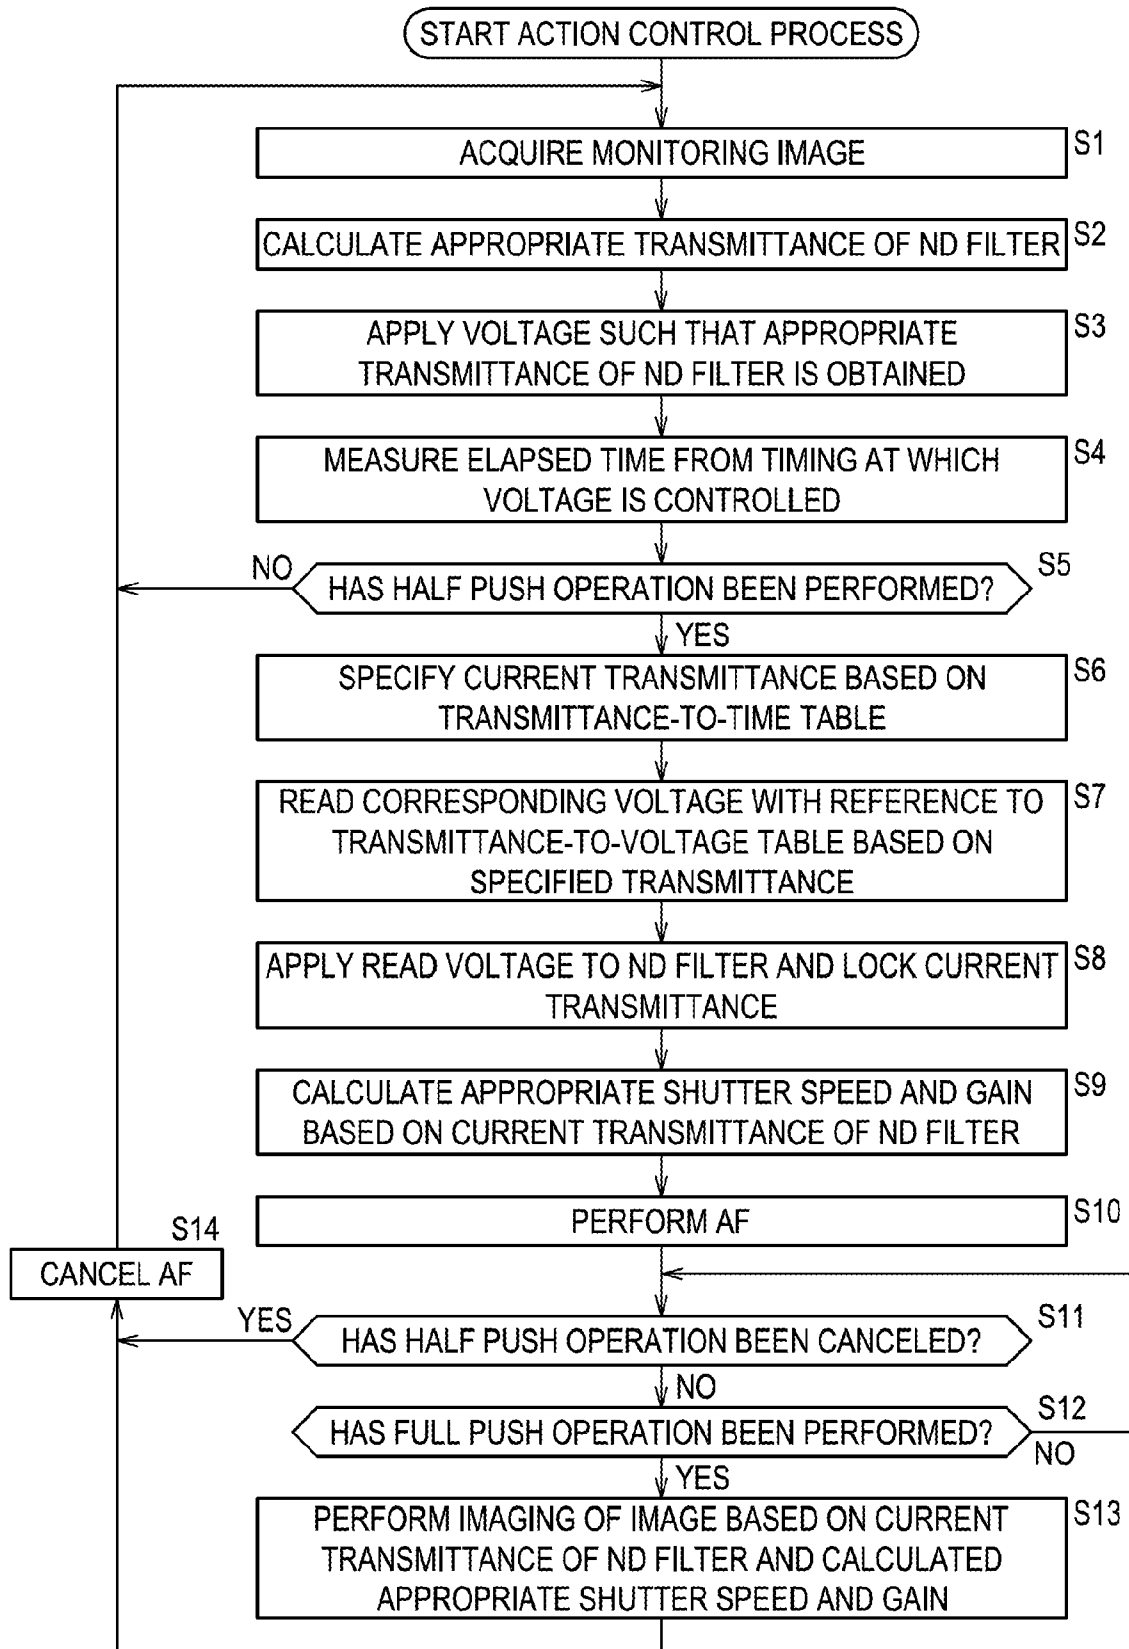 START ACTION CONTROL PROCESS
ACQUIRE MONITORING IMAGE
S1
CALCULATE APPROPRIATE TRANSMITTANCE OF ND FILTER
S2
APPLY VOLTAGE SUCH THAT APPROPRIATE
TRANSMITTANCE OF ND FILTER IS OBTAINED
S3
MEASURE ELAPSED TIME FROM TIMING AT WHICH
VOLTAGE IS CONTROLLED
S4
NO
HAS HALF PUSH OPERATION BEEN PERFORMED?
S5
YES
SPECIFY CURRENT TRANSMITTANCE BASED ON
TRANSMITTANCE-TO-TIME TABLE
S6
READ CORRESPONDING VOLTAGE WITH REFERENCE TO
TRANSMITTANCE-TO-VOLTAGE TABLE BASED ON
SPECIFIED TRANSMITTANCE
S7
APPLY READ VOLTAGE TO ND FILTER AND LOCK CURRENT
TRANSMITTANCE
S8
CALCULATE APPROPRIATE SHUTTER SPEED AND GAIN
BASED ON CURRENT TRANSMITTANCE OF ND FILTER
S9
PERFORM AF
S10
S14
CANCEL AF
YES
HAS HALF PUSH OPERATION BEEN CANCELED?
S11
NO
HAS FULL PUSH OPERATION BEEN PERFORMED?
S12
NO
YES
PERFORM IMAGING OF IMAGE BASED ON CURRENT
TRANSMITTANCE OF ND FILTER AND CALCULATED
APPROPRIATE SHUTTER SPEED AND GAIN
S13